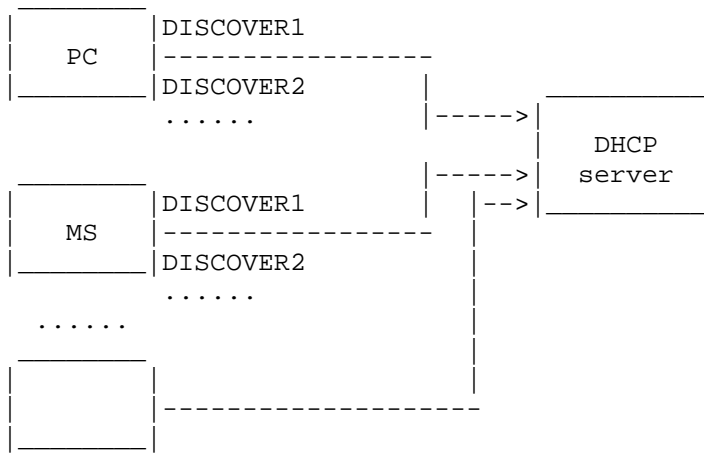 DISCOVER1
PC
DISCOVER2
......
DHCP
server
DISCOVER1
MS
DISCOVER2
......
......